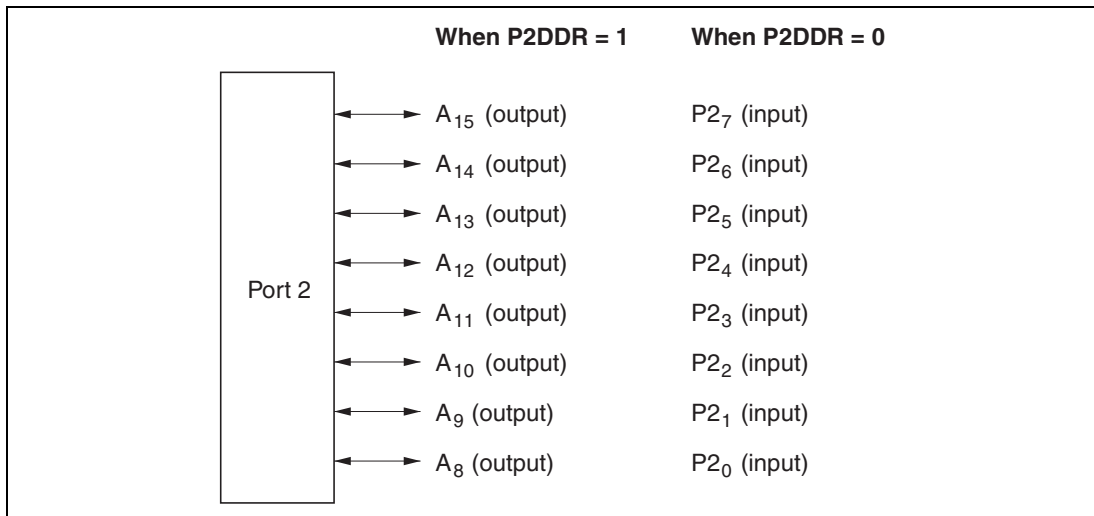 When P2DDR = 1 When P2DDR = 0
A15 (output) P27 (input)
A14 (output) P26 (input)
A13 (output) P25 (input)
A12 (output) P24 (input)
Port 2
A11 (output) P23 (input)
A10 (output) P22 (input)
A9 (output) P21 (input)
A8 (output) P20 (input)